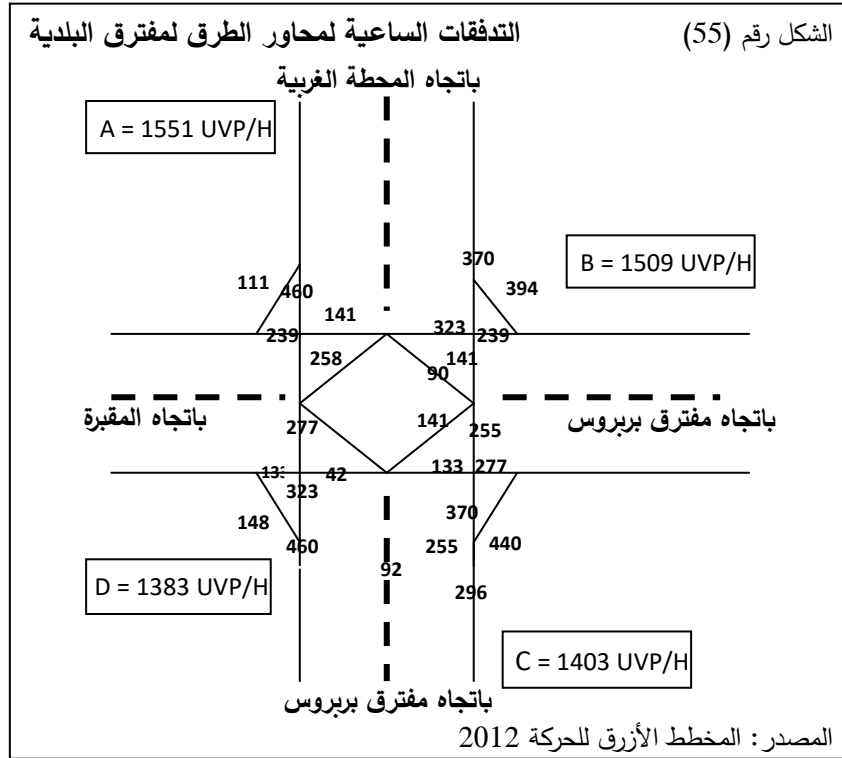 الشكل رقم (55) التدفقات الساعية لمحاور الطرق لمفترق البلدية
باتجاه المحطة الغربية
A = 1551 UVP/H
370
B = 1509 UVP/H
111
460
394
141
323
239
239
258
141
90
باتجاه مفترق بربروس
باتجاه المقبرة
277
141
255
42
133
277
323
370
148
255
440
460
92
D = 1383 UVP/H
296
C = 1403 UVP/H
باتجاه مفترق بربروس
المصدر: المخطط الأزرق للحركة 2012